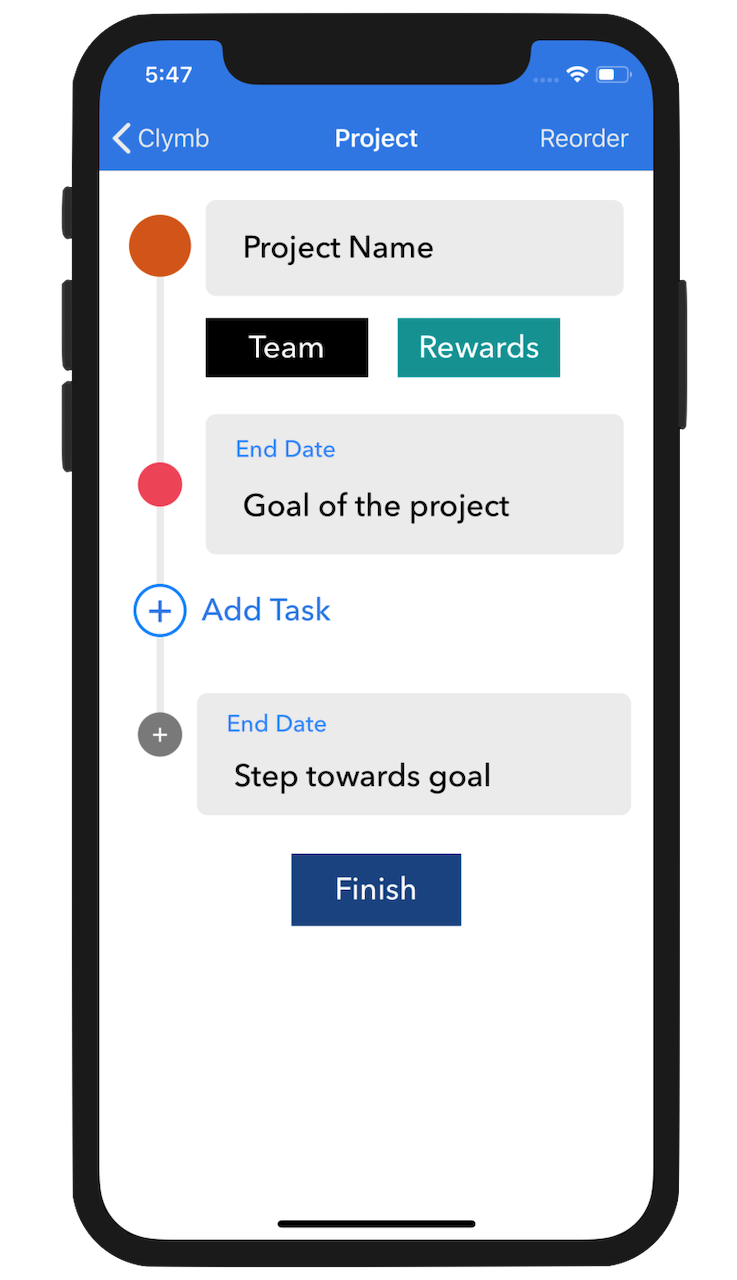 5:47
Clymb Project Reorder
Project Name
Team Rewards
End Date
Goal of the project
+ Add Task
End Date
+
Step towards goal
Finish